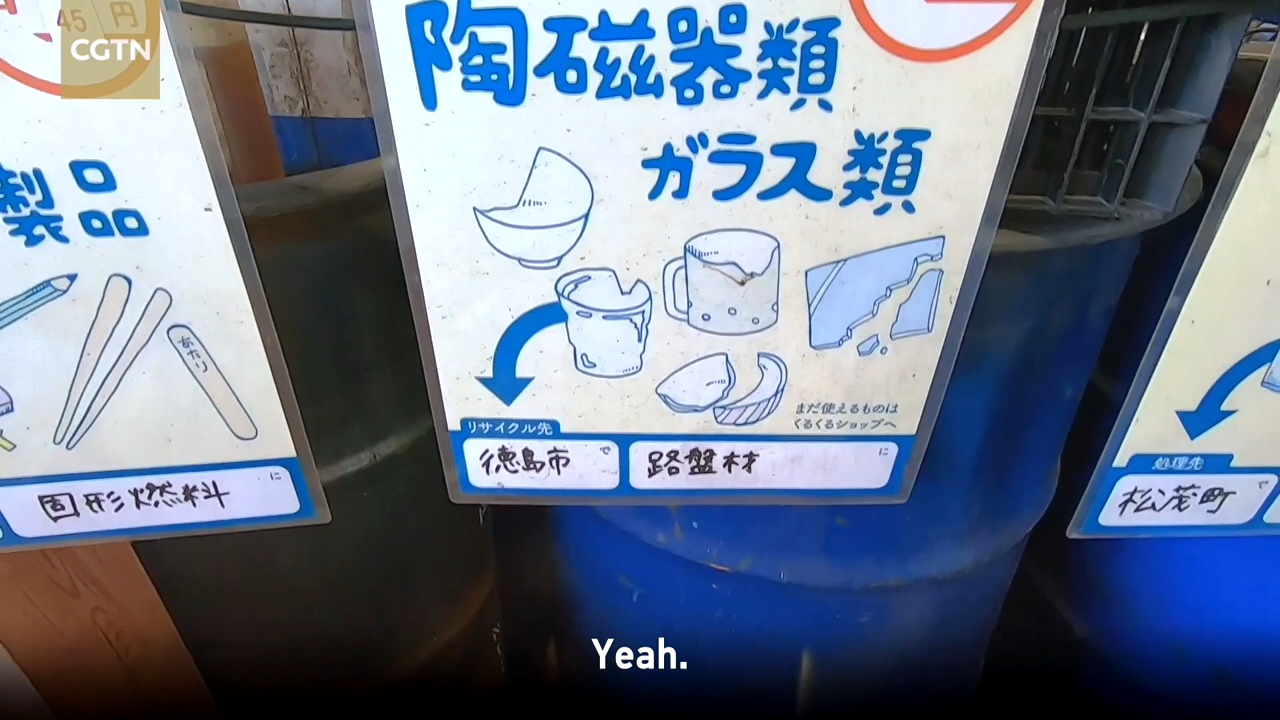 45円
CGTN
製品
あたり
固形燃料に
陶磁器類
ガラス類
まだ使えるものは
くるくるショップへ
リサイクル先
徳島市で
路盤材に
処理先
松茂町で
Yeah.